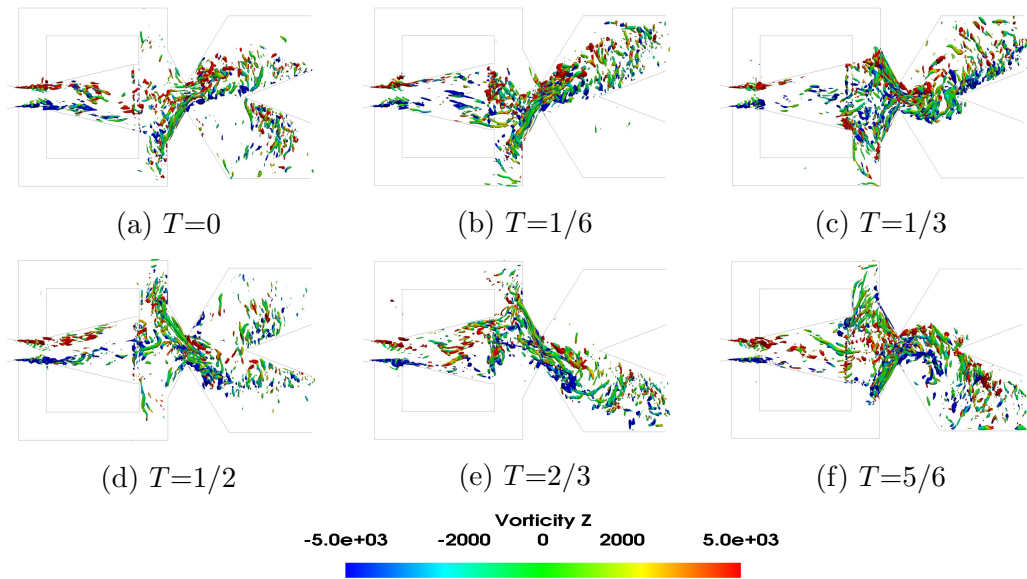 (a) T=0
(b) T=1/6
(c) T=1/3
(d) T=1/2
(e) T=2/3
(f) T=5/6
Vorticity Z
-5.0e+03 -2000 0 2000 5.0e+03